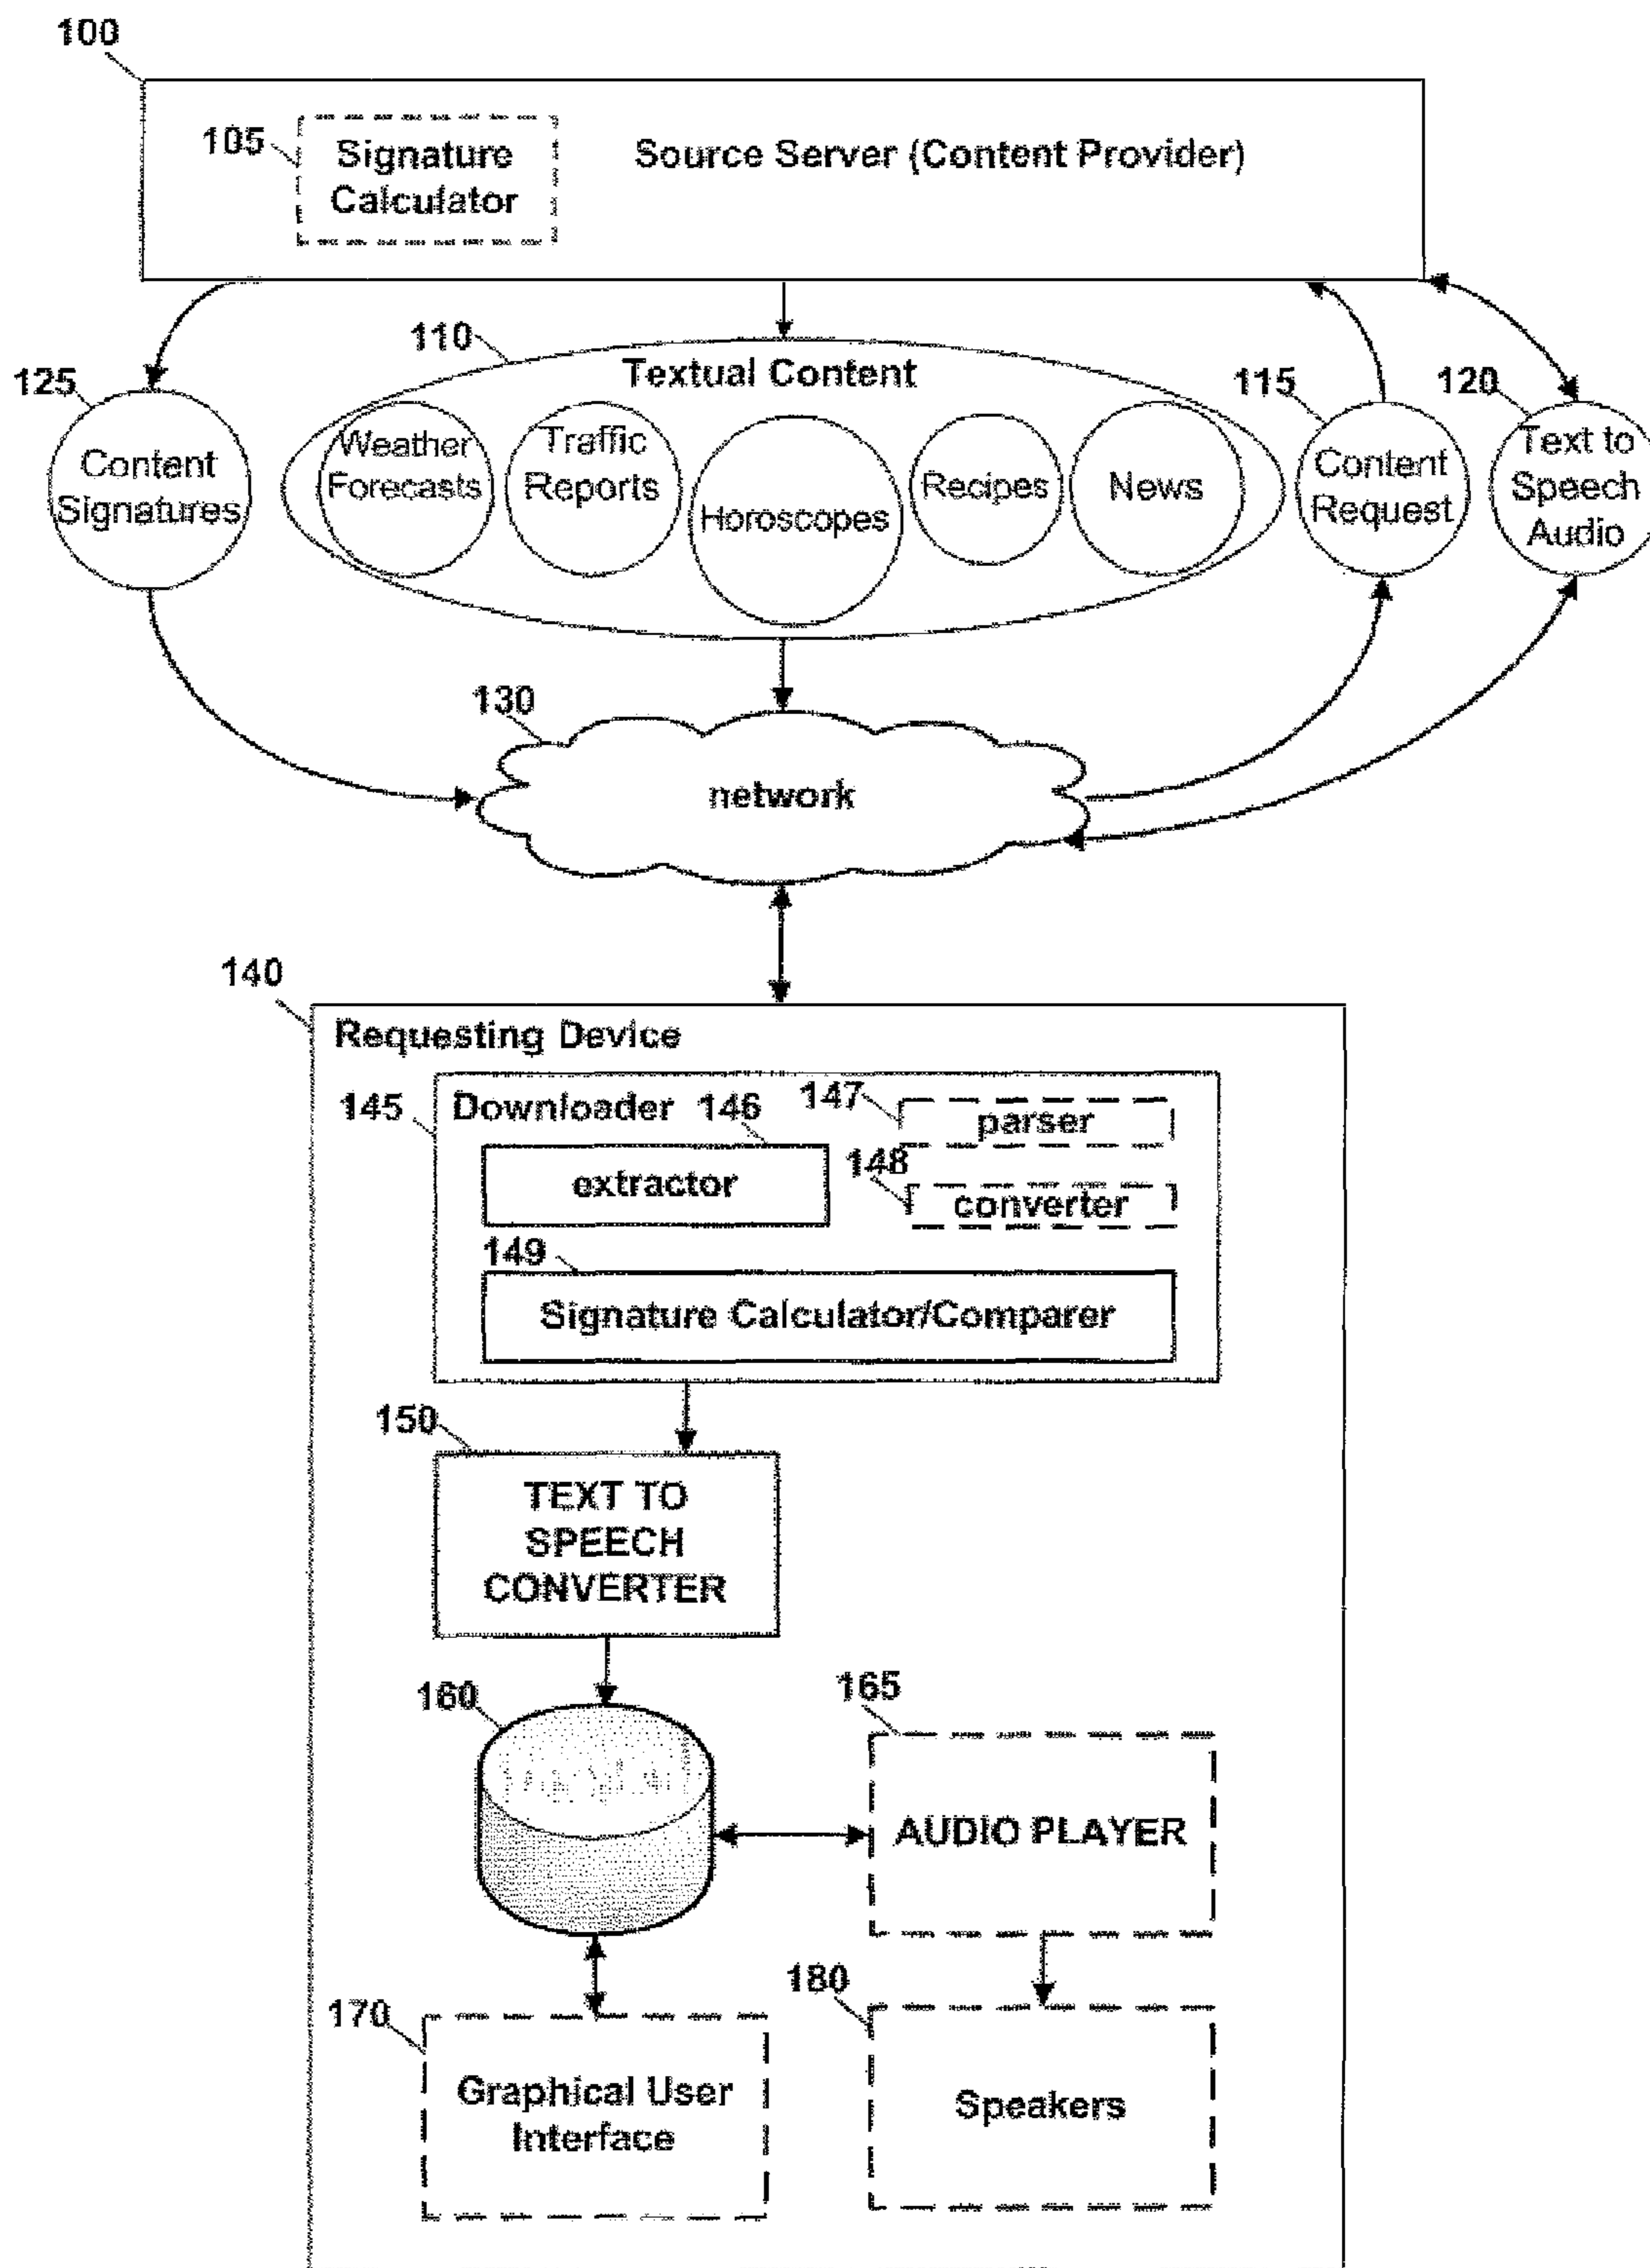 100
105
Signature
Calculator
Source Server (Content Provider)
110
Textual Content
125
Content
Signatures
Weather
Forecasts
Traffic
Reports
Horoscopes
Recipes
News
115
Content
Request
120
Text to
Speech
Audio
130
network
140
Requesting Device
145
Downloader
146
extractor
147
parser
148
converter
149
Signature Calculator/Comparer
150
TEXT TO
SPEECH
CONVERTER
160
165
AUDIO PLAYER
170
Graphical User
Interface
180
Speakers